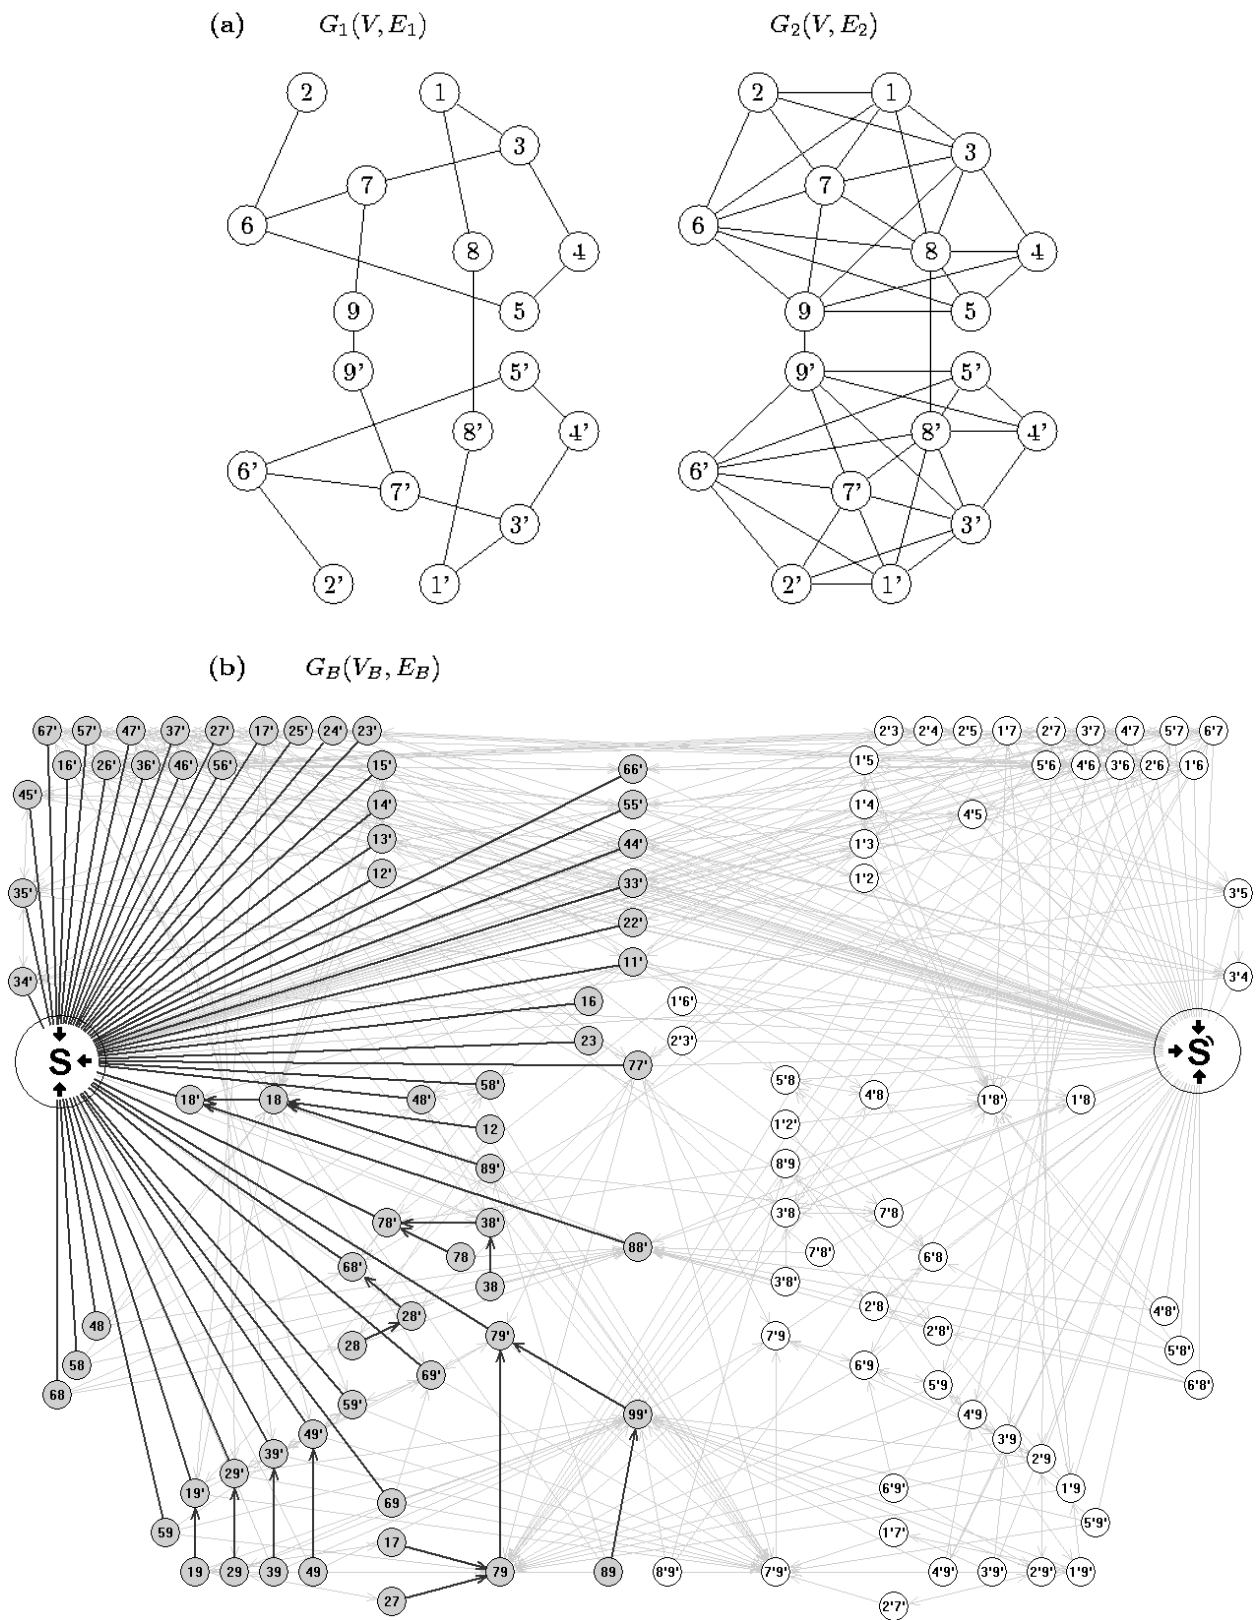 (a) G₁(V, E₁) G₂(V, E₂)
2 1 2 1
3 3
7 7
6 6
8 4 8 4
9 5 9 5
9’ 5’ 9’ 5’
8’ 4’ 8’ 4’
6’ 6’
7’ 7’
3’ 3’
2’ 1’ 2’ 1’
(b) G_B(V_B, E_B)
67' 57' 47' 37' 27' 17' 25' 24' 23' 2'3 2'4 2'5 1'7 2'7 3'7 4'7 5'7 6'7
16' 26' 36' 46' 56' 15' 66' 1'5 5'6 4'6 3'6 2'6 1'6
45' 14' 55' 1'4 4'5
13' 44' 1'3
12' 33' 1'2
35' 3'5
22'
11'
34' 3'4
16 1'6'
23 2'3'
S 77' S'
58' 5'8
18' 18 48' 4'8 1'8' 1'8
12 1'2'
89' 8'9
78' 38' 3'8 7'8
78 88' 7'8' 6'8
68' 38 3'8'
28' 2'8 4'8'
48 79' 7'9 2'8'
28 5'8'
58 69' 6'9 5'9
68 6'8'
59' 99' 4'9
49' 3'9
39' 2'9
29' 1'9
19' 69 6'9'
59 17 1'7' 5'9'
19 29 39 49 79 89 8'9' 7'9' 4'9' 3'9' 2'9' 1'9'
27 2'7'